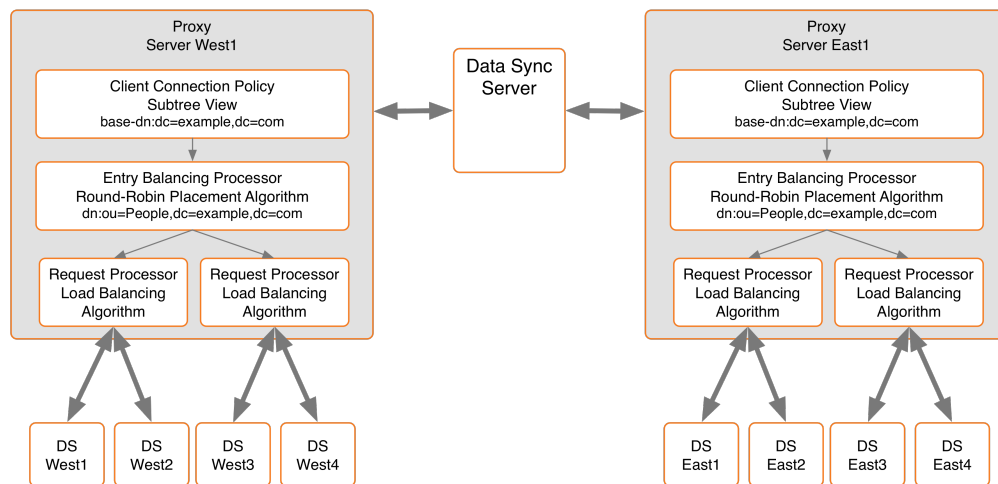 Proxy
Server West1
Client Connection Policy
Subtree View
base-dn:dc=example,dc=com
Entry Balancing Processor
Round-Robin Placement Algorithm
dn:ou=People,dc=example,dc=com
Request Processor
Load Balancing
Algorithm
Request Processor
Load Balancing
Algorithm
DS
West1
DS
West2
DS
West3
DS
West4
Data Sync
Server
Proxy
Server East1
Client Connection Policy
Subtree View
base-dn:dc=example,dc=com
Entry Balancing Processor
Round-Robin Placement Algorithm
dn:ou=People,dc=example,dc=com
Request Processor
Load Balancing
Algorithm
Request Processor
Load Balancing
Algorithm
DS
East1
DS
East2
DS
East3
DS
East4